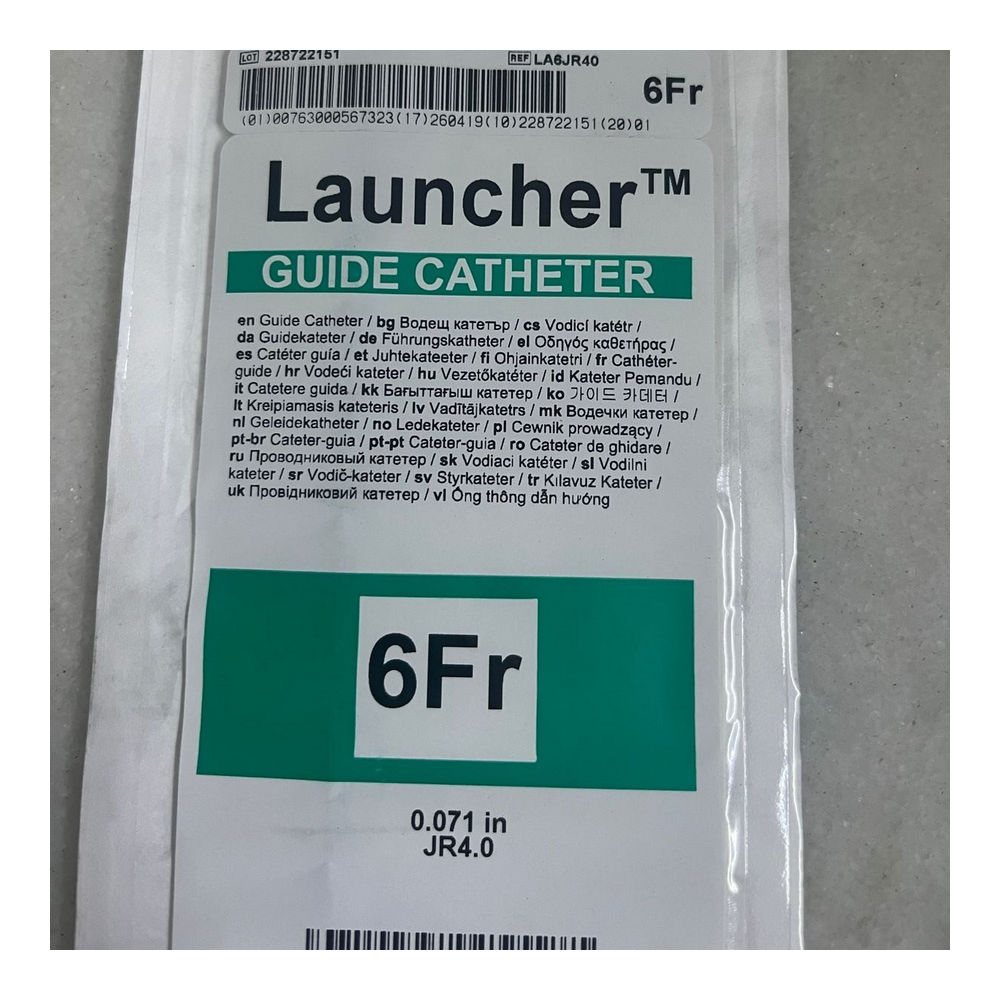 LOT 228722151 REF LA6JR40
6Fr
(01)00763000567323(17)260419(10)228722151(20)01
Launcher™
GUIDE CATHETER
en Guide Catheter / bg Водещ катетър / cs Vodicí katétr /
da Guidekateter / de Führungskatheter / el Οδηγός καθετήρας /
es Catéter guía / et Juhtekateeter / fi Ohjainkatetri / fr Cathéter-
guide / hr Vodeći kateter / hu Vezetőkatéter / id Kateter Pemandu /
it Catetere guida / kk Бағыттағыш катетер / ko 가이드 카데터 /
lt Kreipiamasis kateteris / lv Vadītājkatetrs / mk Водечки катетер /
nl Geleidekatheter / no Ledekateter / pl Cewnik prowadzący /
pt-br Cateter-guia / pt-pt Cateter-guia / ro Cateter de ghidare /
ru Проводниковый катетер / sk Vodiaci katéter / sl Vodilni
kateter / sr Vodič-kateter / sv Styrkateter / tr Kılavuz Kateter /
uk Провідниковий катетер / vi Ống thông dẫn hướng
6Fr
0.071 in
JR4.0